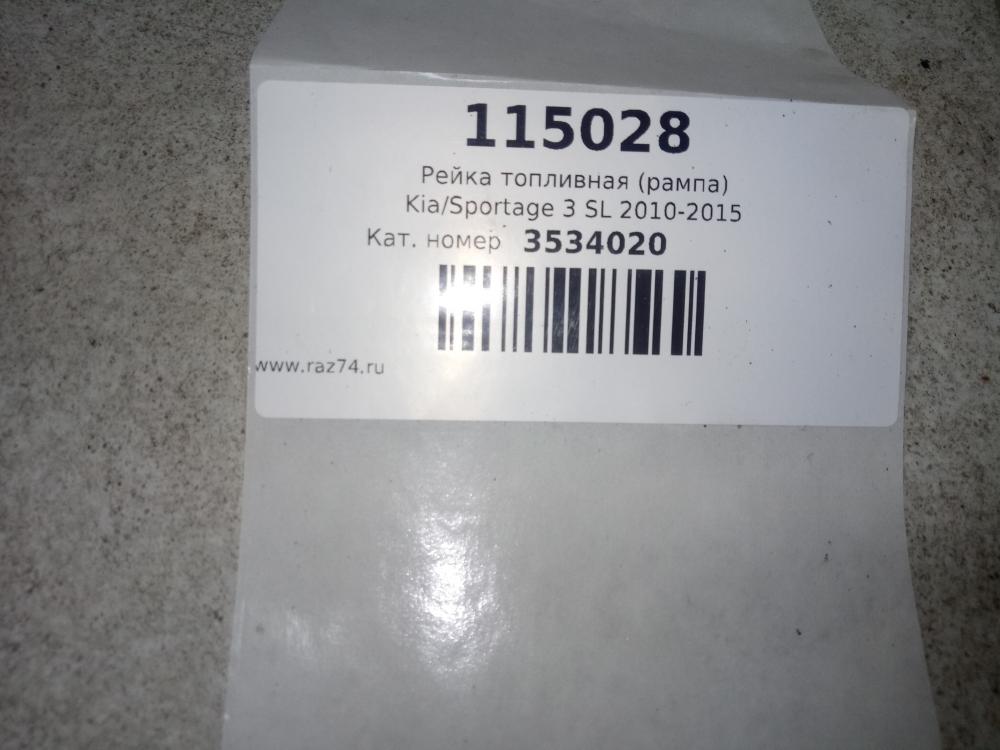 115028
Рейка топливная (рампа)
Kia/Sportage 3 SL 2010-2015
Кат. номер 3534020
www.raz74.ru